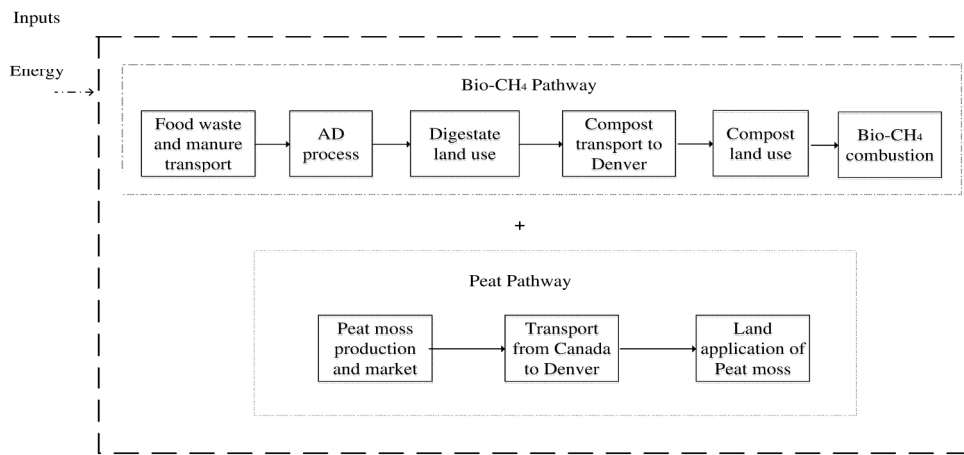 Inputs
Energy
Bio-CH₄ Pathway
Food waste
and manure
transport
AD
process
Digestate
land use
Compost
transport to
Denver
Compost
land use
Bio-CH₄
combustion
+
Peat Pathway
Peat moss
production
and market
Transport
from Canada
to Denver
Land
application of
Peat moss